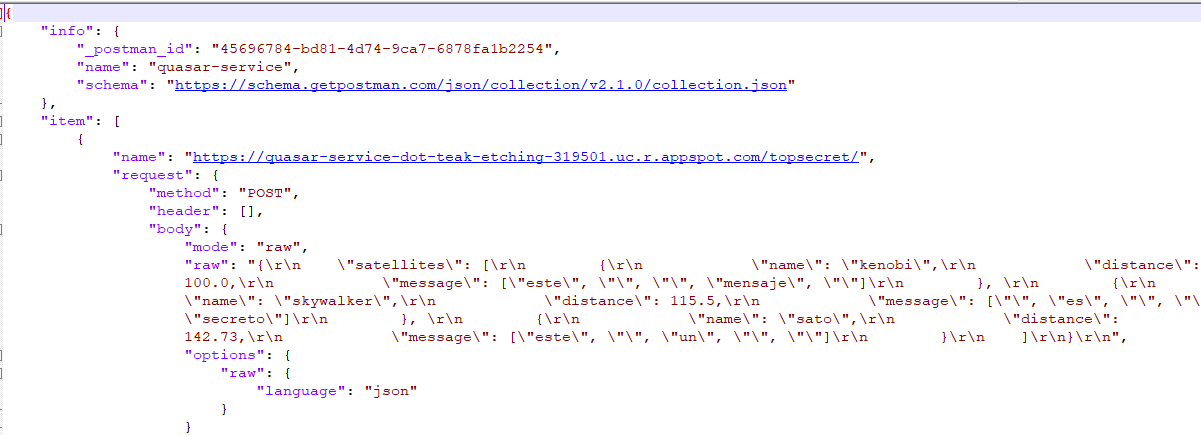 {
"info": {
"_postman_id": "45696784-bd81-4d74-9ca7-6878fa1b2254",
"name": "quasar-service",
"schema": "https://schema.getpostman.com/json/collection/v2.1.0/collection.json"
},
"item": [
{
"name": "https://quasar-service-dot-teak-etching-319501.uc.r.appspot.com/topsecret/",
"request": {
"method": "POST",
"header": [],
"body": {
"mode": "raw",
"raw": "{\r\n    \"satellites\": [\r\n        {\r\n            \"name\": \"kenobi\",\r\n            \"distance\":
100.0,\r\n            \"message\": [\"este\", \"\", \"\", \"mensaje\", \"\"]\r\n        }, \r\n        {\r\n
\"name\": \"skywalker\",\r\n            \"distance\": 115.5,\r\n            \"message\": [\"\", \"es\", \"\", \"\
\"secreto\"]\r\n        }, \r\n        {\r\n            \"name\": \"sato\",\r\n            \"distance\":
142.73,\r\n            \"message\": [\"este\", \"\", \"un\", \"\", \"\"]\r\n        }\r\n    ]\r\n}\r\n",
"options": {
"raw": {
"language": "json"
}
}